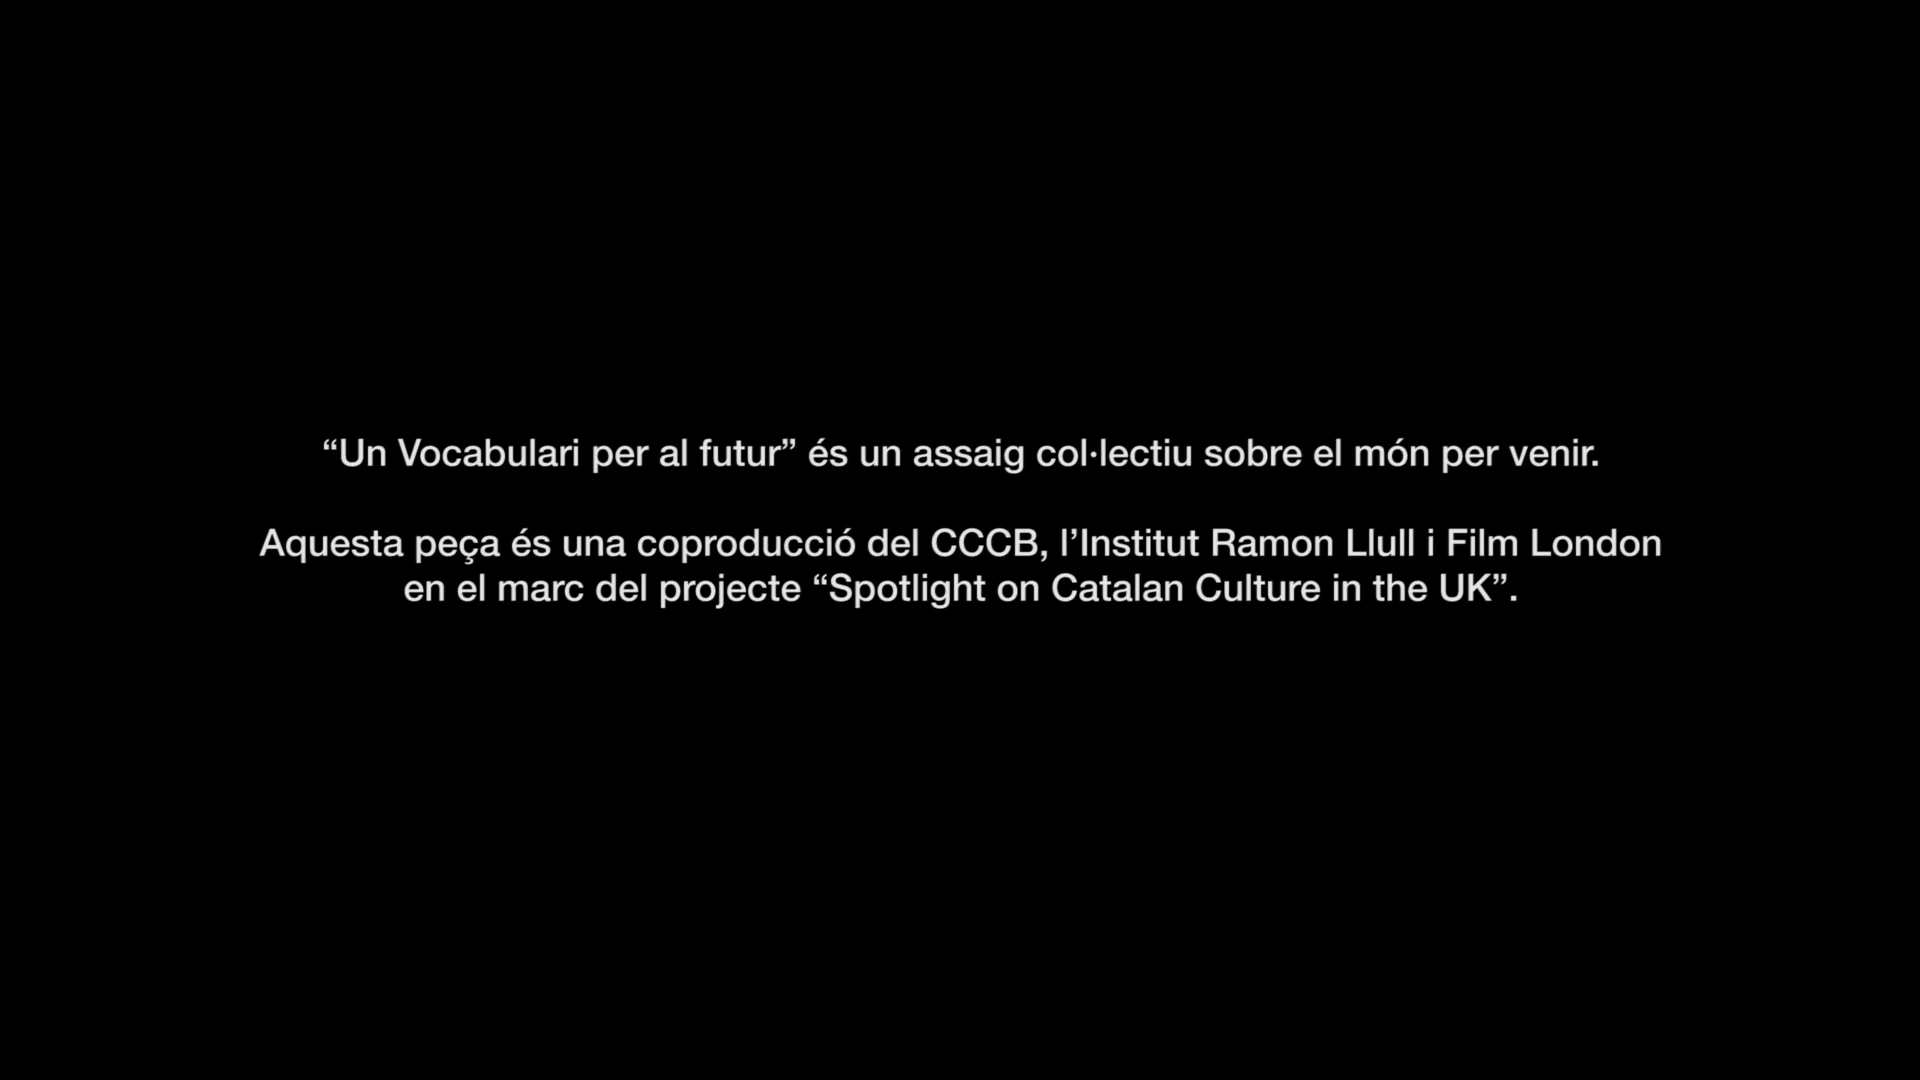 “Un Vocabulari per al futur” és un assaig col·lectiu sobre el món per venir.
Aquesta peça és una coproducció del CCCB, l’Institut Ramon Llull i Film London
en el marc del projecte “Spotlight on Catalan Culture in the UK”.